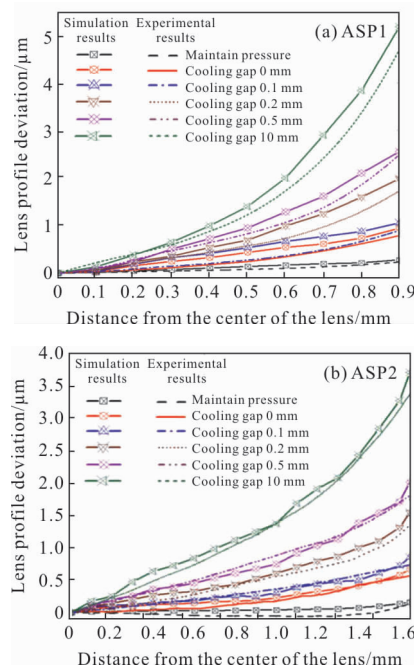 (a) ASP1
Simulation results
Experimental results
Maintain pressure
Cooling gap 0 mm
Cooling gap 0.1 mm
Cooling gap 0.2 mm
Cooling gap 0.5 mm
Cooling gap 10 mm
Lens profile deviation/μm
5
4
3
2
1
0
0 0.1 0.2 0.3 0.4 0.5 0.6 0.7 0.8 0.9
Distance from the center of the lens/mm
(b) ASP2
Simulation results
Experimental results
Maintain pressure
Cooling gap 0 mm
Cooling gap 0.1 mm
Cooling gap 0.2 mm
Cooling gap 0.5 mm
Cooling gap 10 mm
Lens profile deviation/μm
4.0
3.5
3.0
2.5
2.0
1.5
1.0
0.5
0
0 0.2 0.4 0.6 0.8 1.0 1.2 1.4 1.6
Distance from the center of the lens/mm